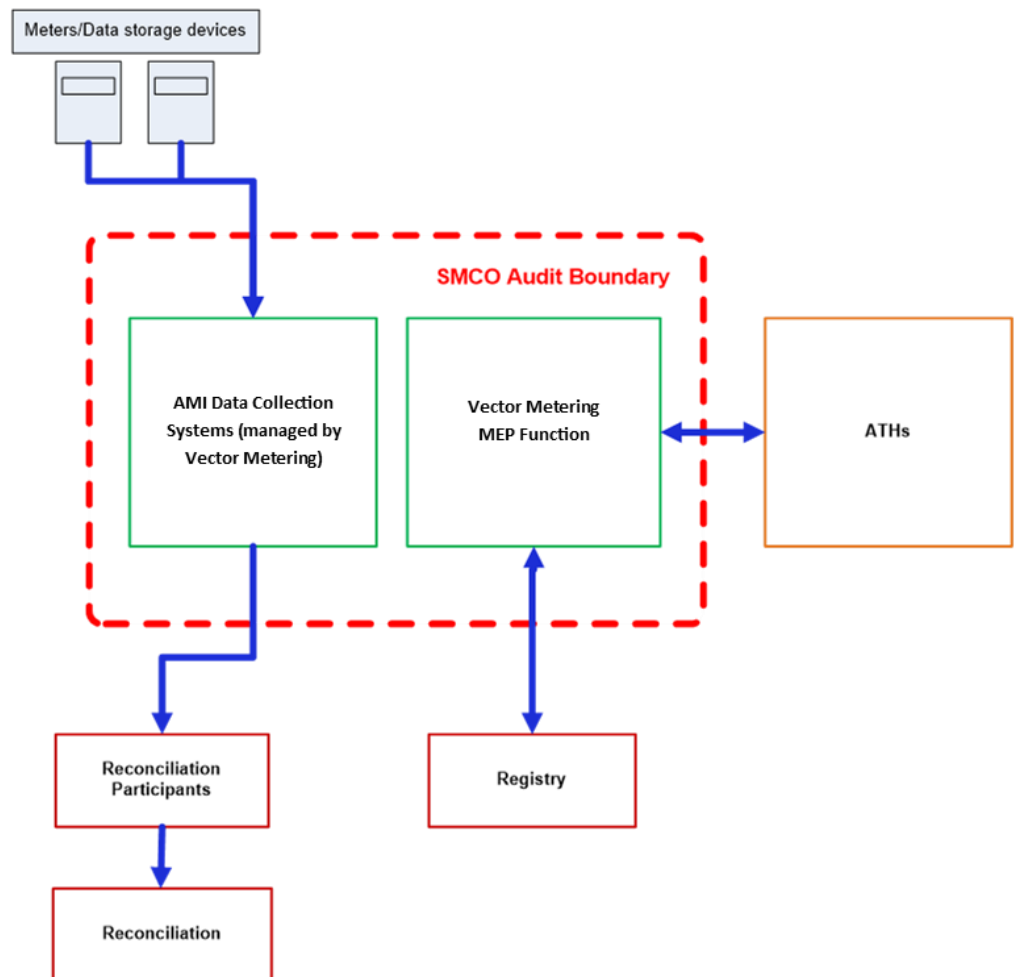 Meters/Data storage devices
SMCO Audit Boundary
AMI Data Collection
Systems (managed by
Vector Metering)
Vector Metering
MEP Function
ATHs
Reconciliation
Participants
Registry
Reconciliation